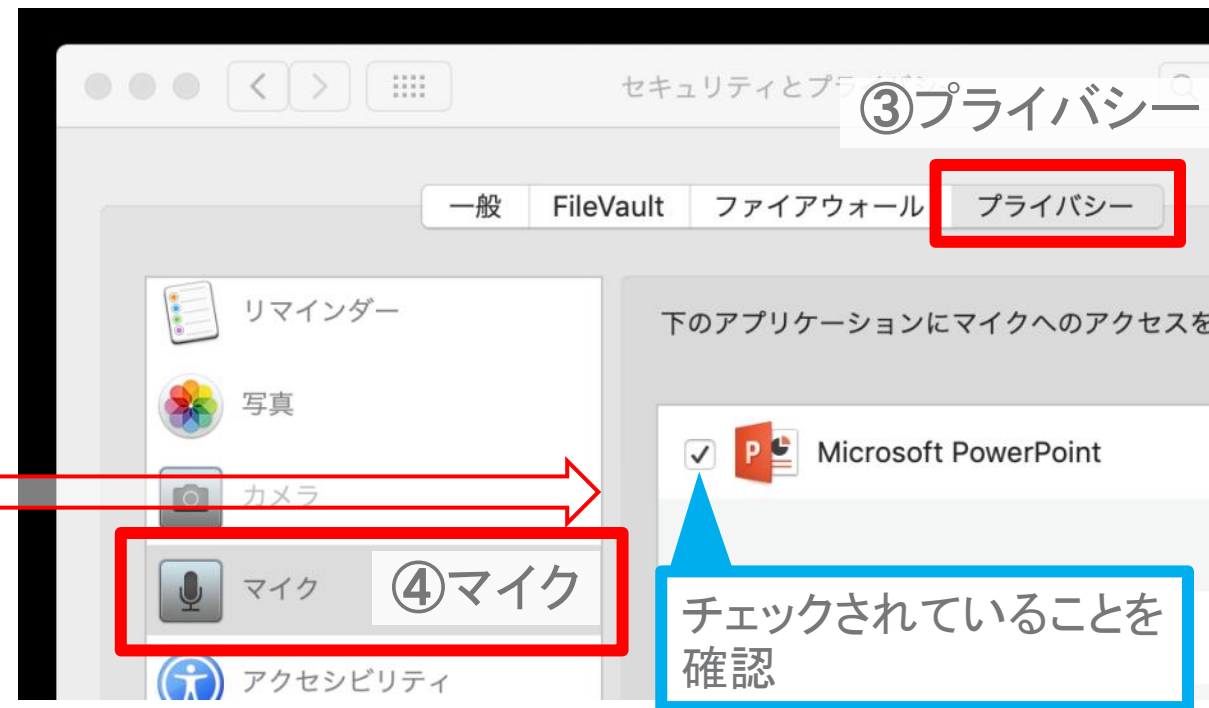 セキュリティとプライバシー
③プライバシー
一般
FileVault
ファイアウォール
プライバシー
リマインダー
下のアプリケーションにマイクへのアクセスを
写真
Microsoft PowerPoint
カメラ
マイク
④マイク
チェックされていることを
確認
アクセシビリティ